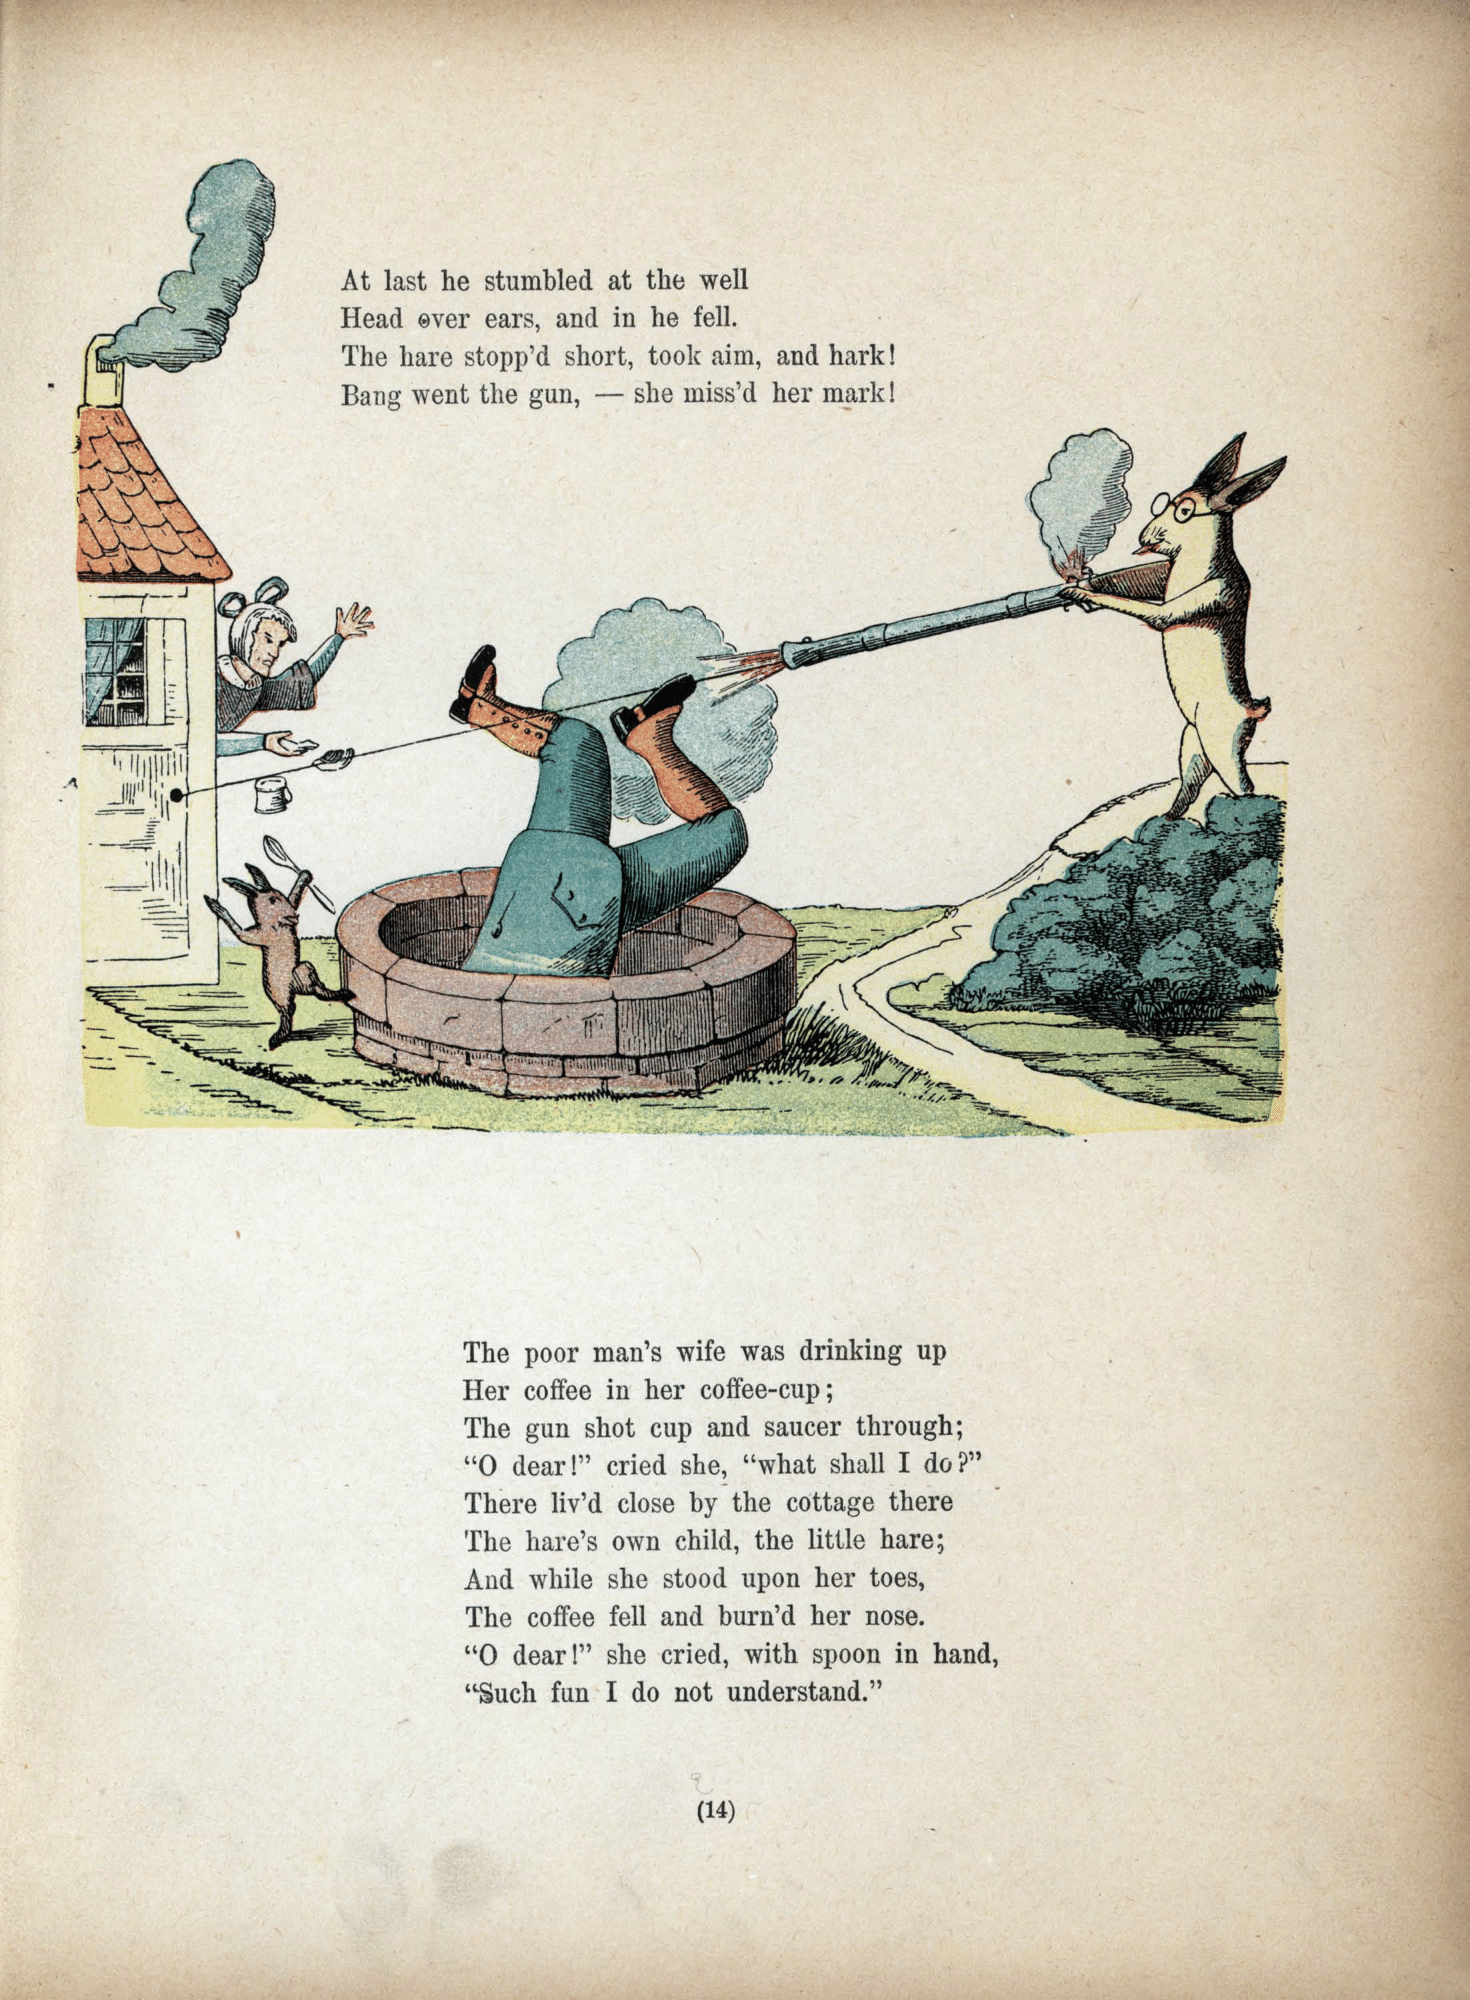 At last he stumbled at the well
Head over ears, and in he fell.
The hare stopp'd short, took aim, and hark!
Bang went the gun, — she miss'd her mark!
The poor man's wife was drinking up
Her coffee in her coffee-cup;
The gun shot cup and saucer through;
“O dear!” cried she, “what shall I do?”
There liv'd close by the cottage there
The hare's own child, the little hare;
And while she stood upon her toes,
The coffee fell and burn'd her nose.
“O dear!” she cried, with spoon in hand,
“Such fun I do not understand.”
(14)